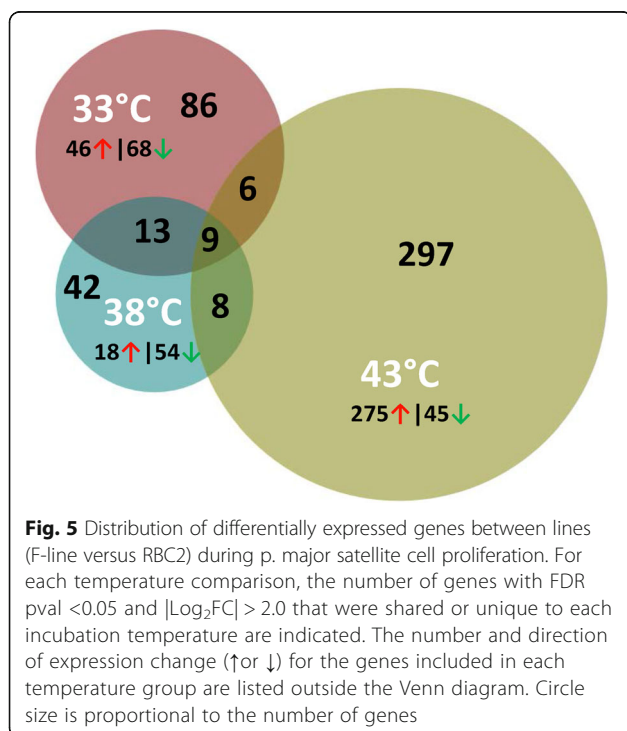 33°C 86
46↑|68↓
6
13 9
297
42 38°C 8
18↑|54↓
43°C
275↑|45↓
Fig. 5 Distribution of differentially expressed genes between lines
(F-line versus RBC2) during p. major satellite cell proliferation. For
each temperature comparison, the number of genes with FDR
pval <0.05 and |Log₂FC| > 2.0 that were shared or unique to each
incubation temperature are indicated. The number and direction
of expression change (↑or ↓) for the genes included in each
temperature group are listed outside the Venn diagram. Circle
size is proportional to the number of genes